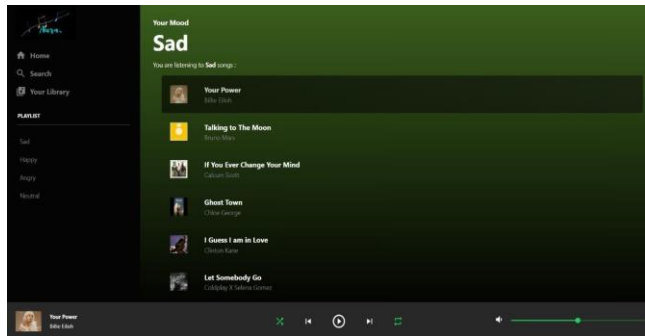 Home
Search
Your Library
PLAYLIST
Sad
Happy
Angry
Neutral
Your Mood
Sad
You are listening to Sad songs :
Your Power
Billie Eilish
Talking to The Moon
Bruno Mars
If You Ever Change Your Mind
Calum Scott
Ghost Town
Chloe George
I Guess I am in Love
Clinton Kane
Let Somebody Go
Coldplay X Selena Gomez
Your Power
Billie Eilish